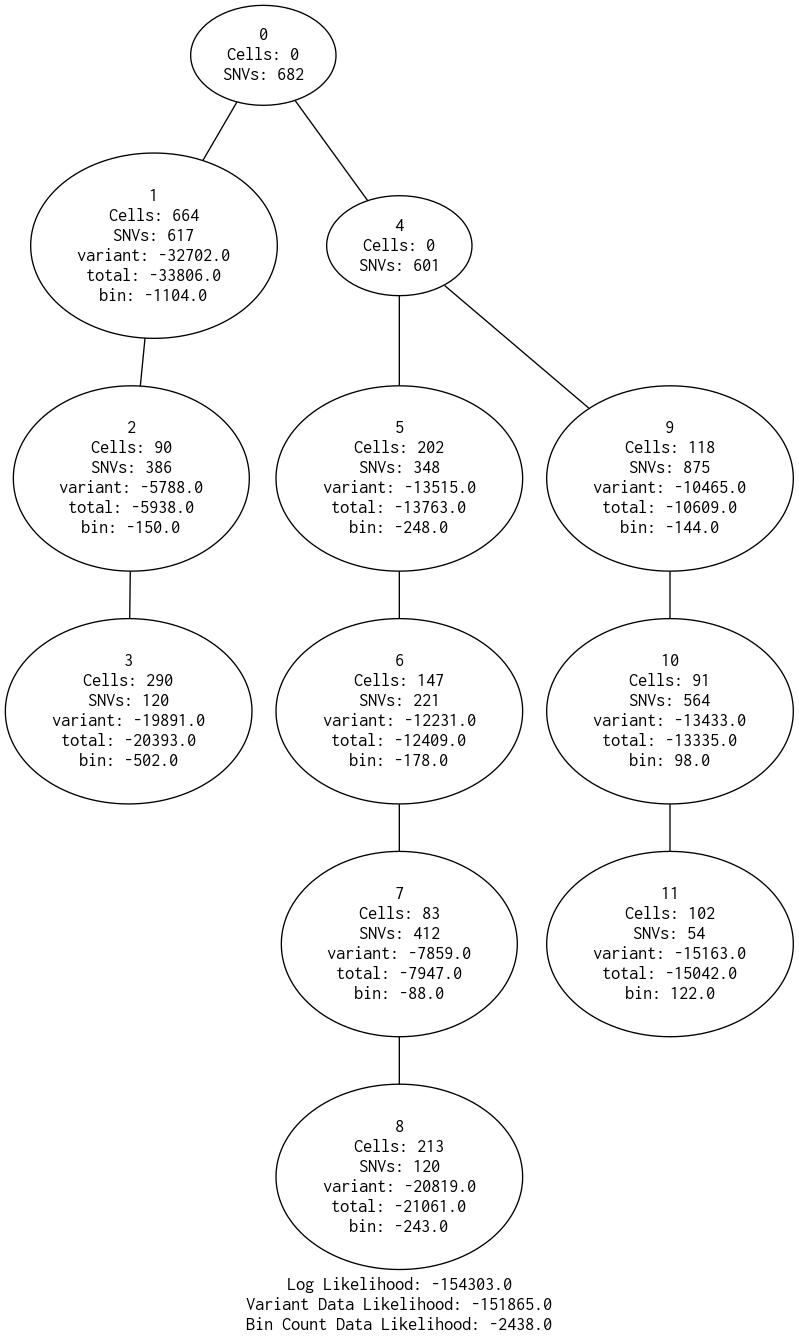 0
Cells: 0
SNVs: 682
1
Cells: 664
SNVs: 617
variant: -32702.0
total: -33806.0
bin: -1104.0
4
Cells: 0
SNVs: 601
2
Cells: 90
SNVs: 386
variant: -5788.0
total: -5938.0
bin: -150.0
5
Cells: 202
SNVs: 348
variant: -13515.0
total: -13763.0
bin: -248.0
9
Cells: 118
SNVs: 875
variant: -10465.0
total: -10609.0
bin: -144.0
3
Cells: 290
SNVs: 120
variant: -19891.0
total: -20393.0
bin: -502.0
6
Cells: 147
SNVs: 221
variant: -12231.0
total: -12409.0
bin: -178.0
10
Cells: 91
SNVs: 564
variant: -13433.0
total: -13335.0
bin: 98.0
7
Cells: 83
SNVs: 412
variant: -7859.0
total: -7947.0
bin: -88.0
11
Cells: 102
SNVs: 54
variant: -15163.0
total: -15042.0
bin: 122.0
8
Cells: 213
SNVs: 120
variant: -20819.0
total: -21061.0
bin: -243.0
Log Likelihood: -154303.0
Variant Data Likelihood: -151865.0
Bin Count Data Likelihood: -2438.0